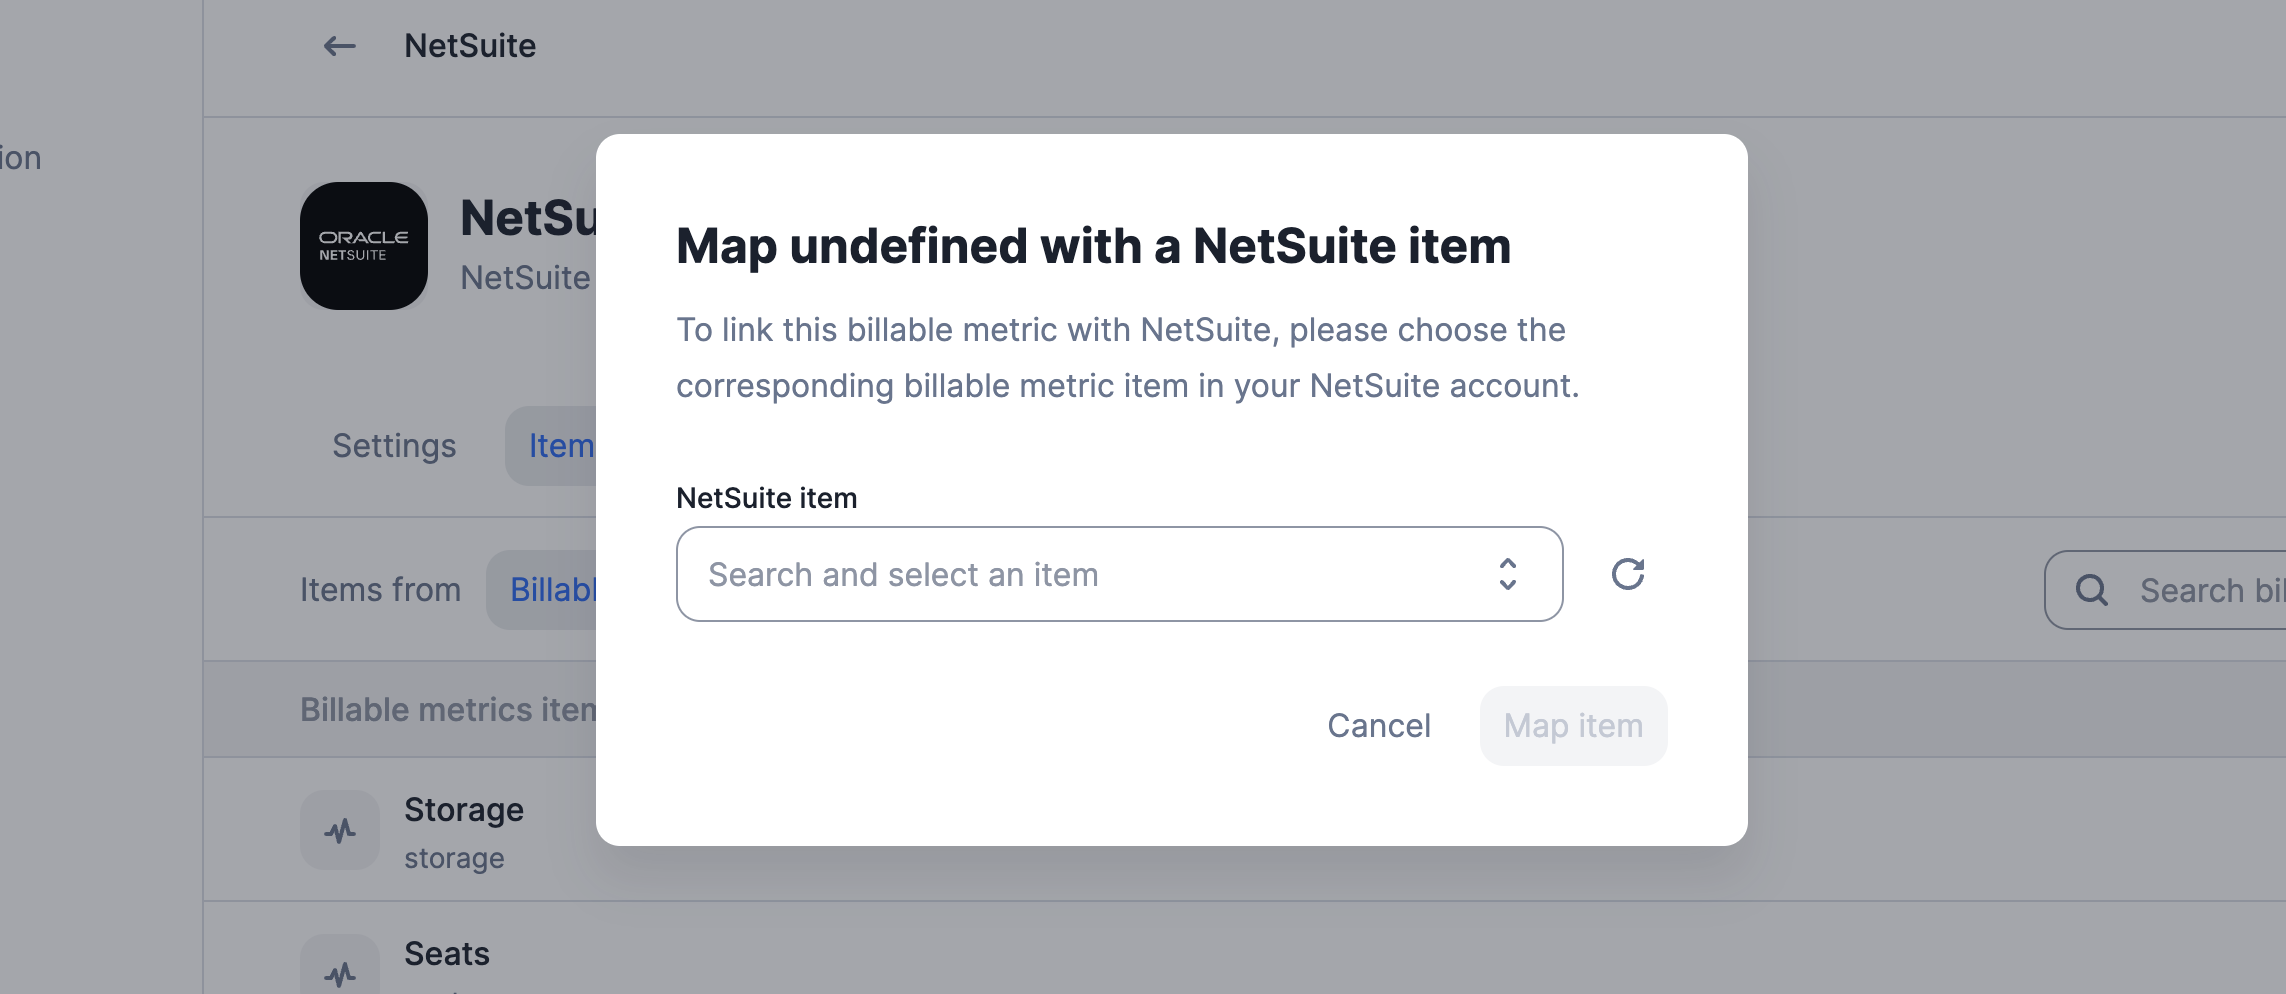 NetSuite
ion
ORACLE
NETSUITE
NetSu
NetSuite
Settings
Item
Items from
Billabl
Search bil
Billable metrics item
Storage
storage
Seats
Map undefined with a NetSuite item
To link this billable metric with NetSuite, please choose the
corresponding billable metric item in your NetSuite account.
NetSuite item
Search and select an item
Cancel
Map item